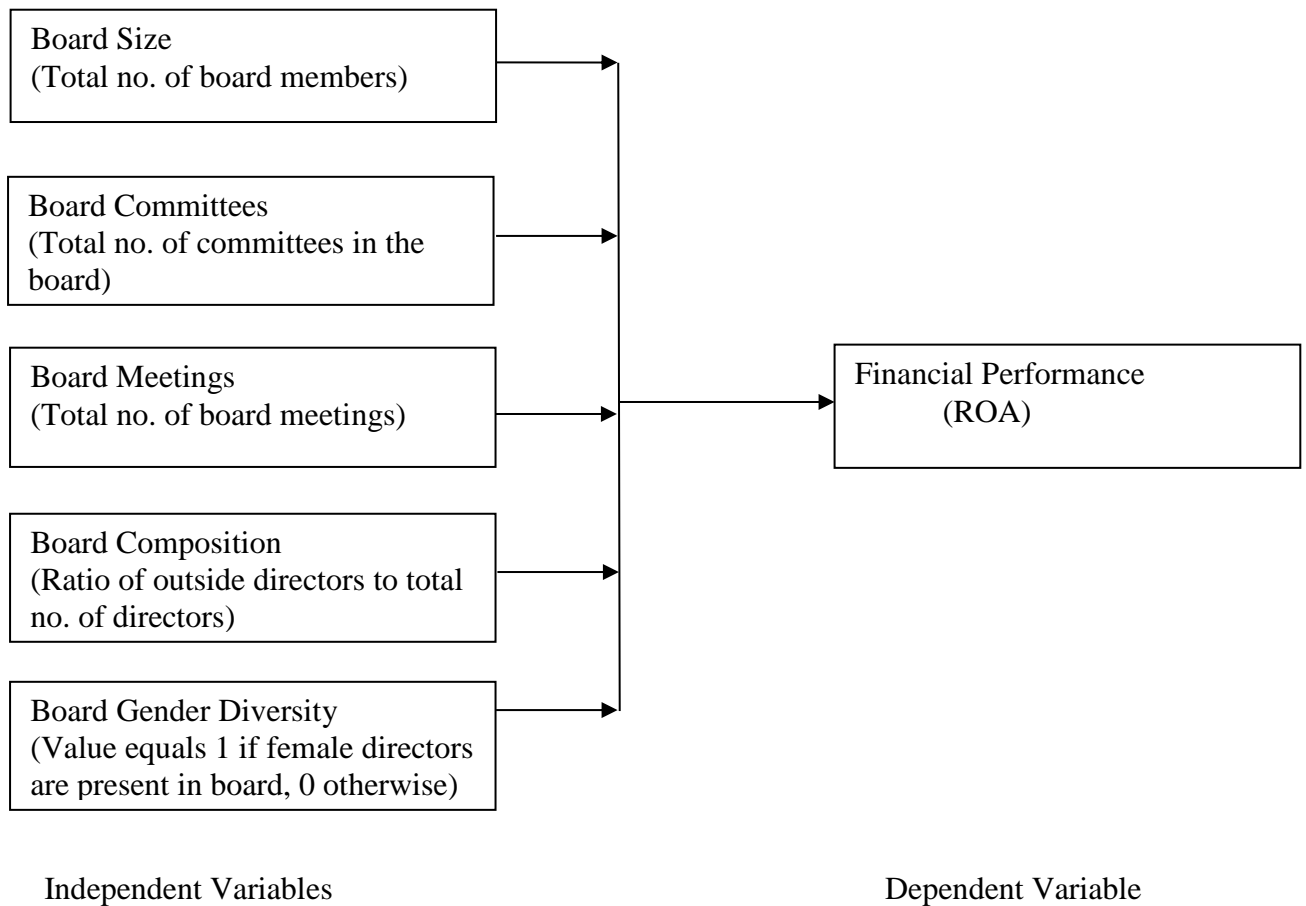 Board Size
(Total no. of board members)
Board Committees
(Total no. of committees in the
board)
Board Meetings
(Total no. of board meetings)
Financial Performance
(ROA)
Board Composition
(Ratio of outside directors to total
no. of directors)
Board Gender Diversity
(Value equals 1 if female directors
are present in board, 0 otherwise)
Independent Variables
Dependent Variable